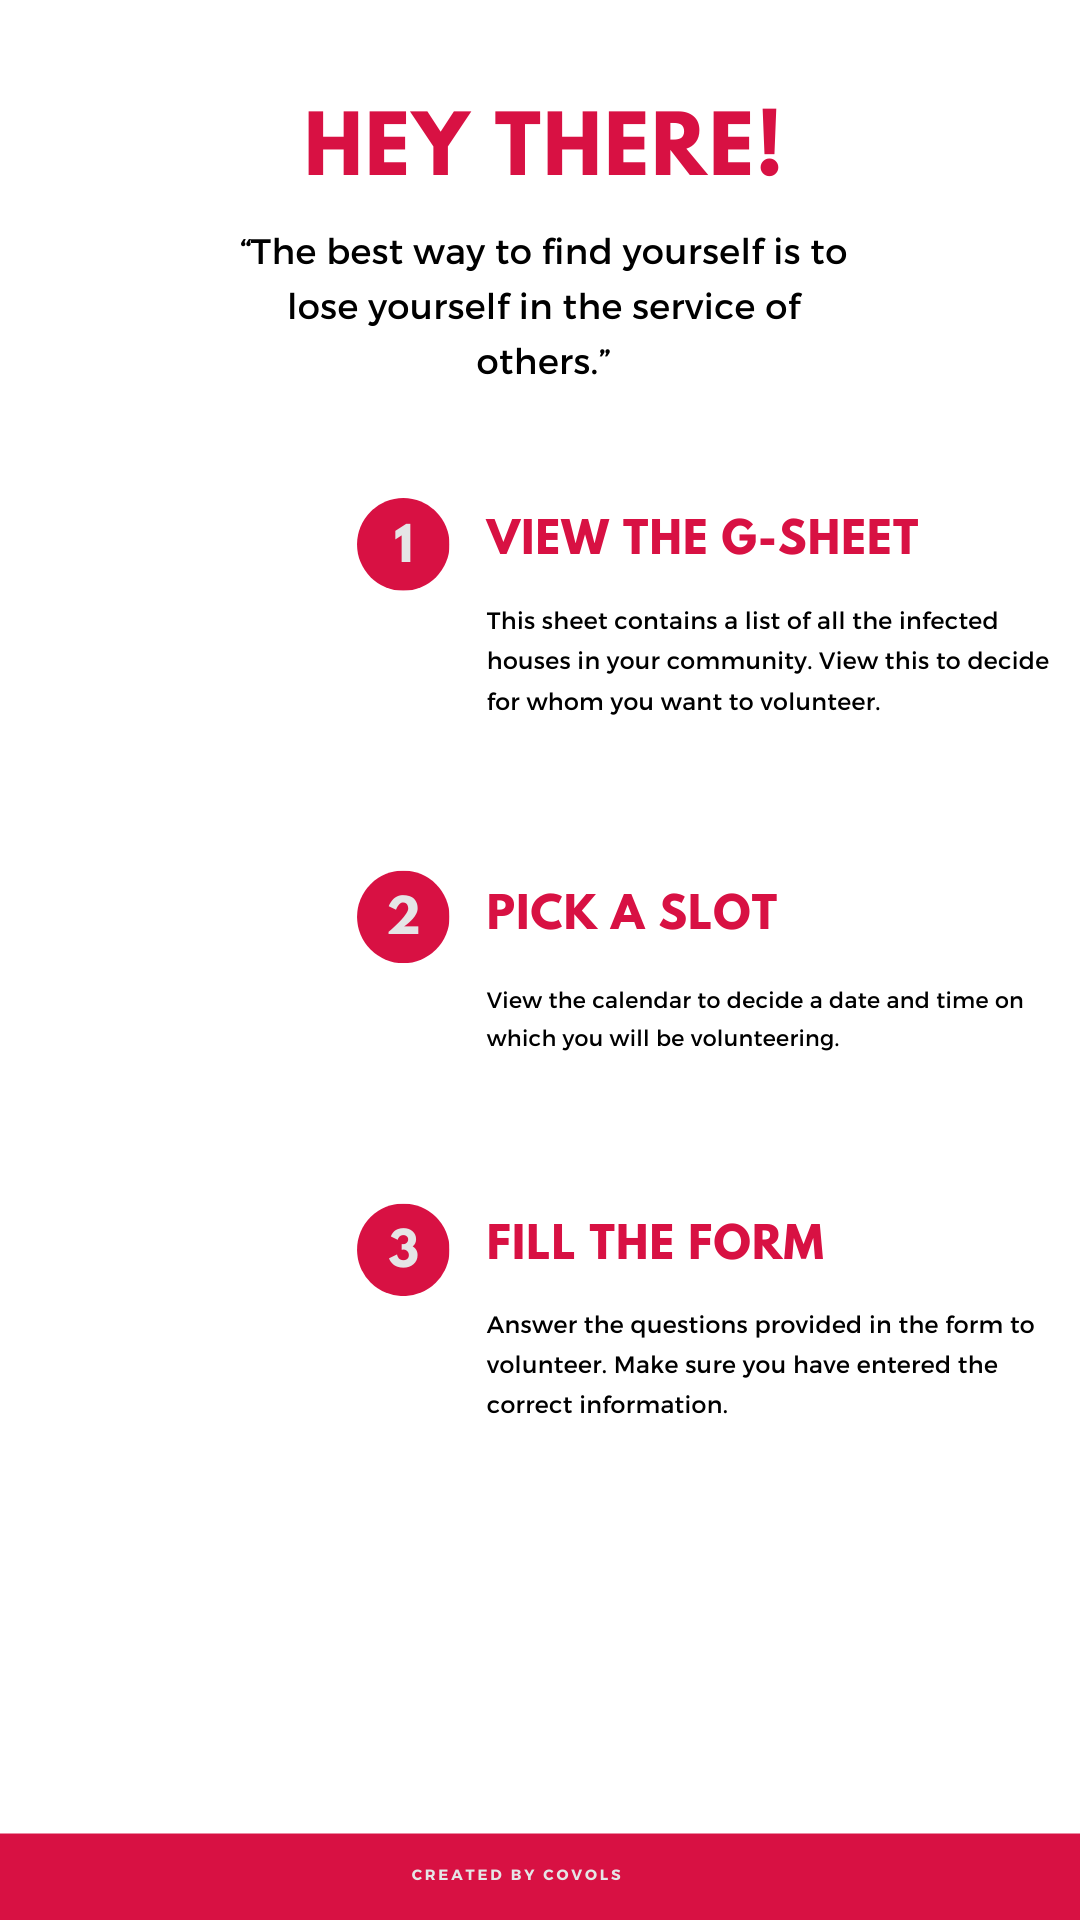 HEY THERE!
“The best way to find yourself is to
lose yourself in the service of
others.”
1
VIEW THE G-SHEET
This sheet contains a list of all the infected
houses in your community. View this to decide
for whom you want to volunteer.
2
PICK A SLOT
View the calendar to decide a date and time on
which you will be volunteering.
3
FILL THE FORM
Answer the questions provided in the form to
volunteer. Make sure you have entered the
correct information.
CREATED BY COVOLS